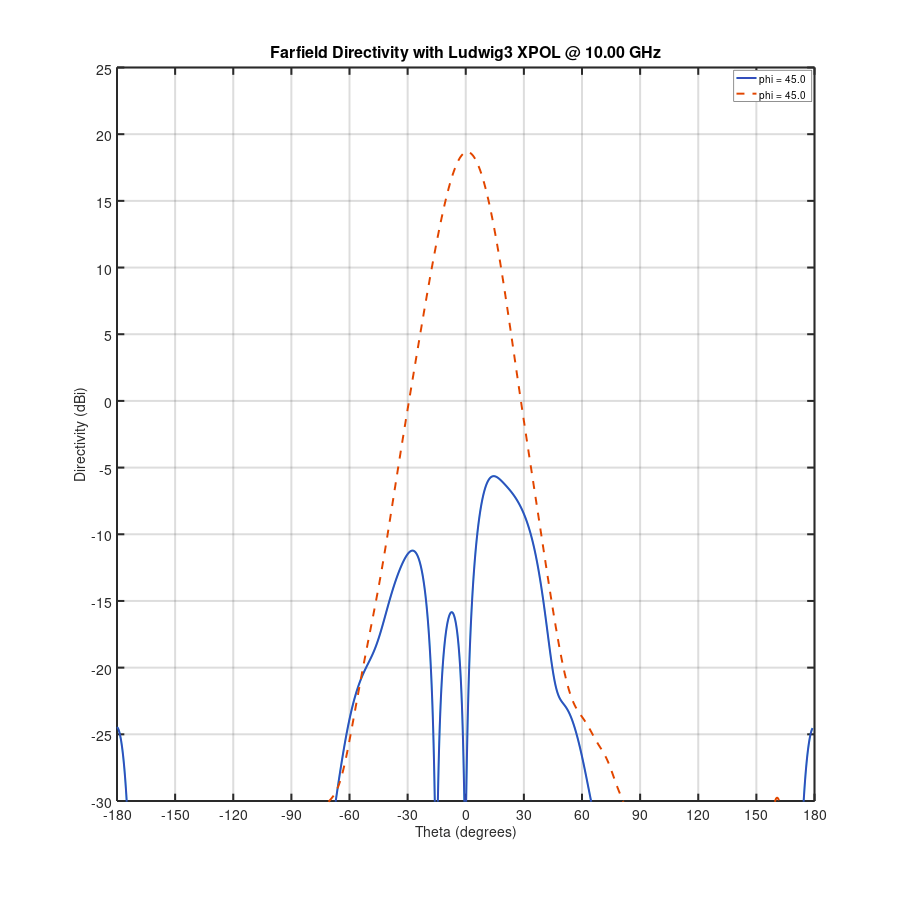 Farfield Directivity with Ludwig3 XPOL @ 10.00 GHz
phi = 45.0
phi = 45.0
25
20
15
10
5
0
-5
-10
-15
-20
-25
-30
Directivity (dBi)
-180 -150 -120 -90 -60 -30 0 30 60 90 120 150 180
Theta (degrees)